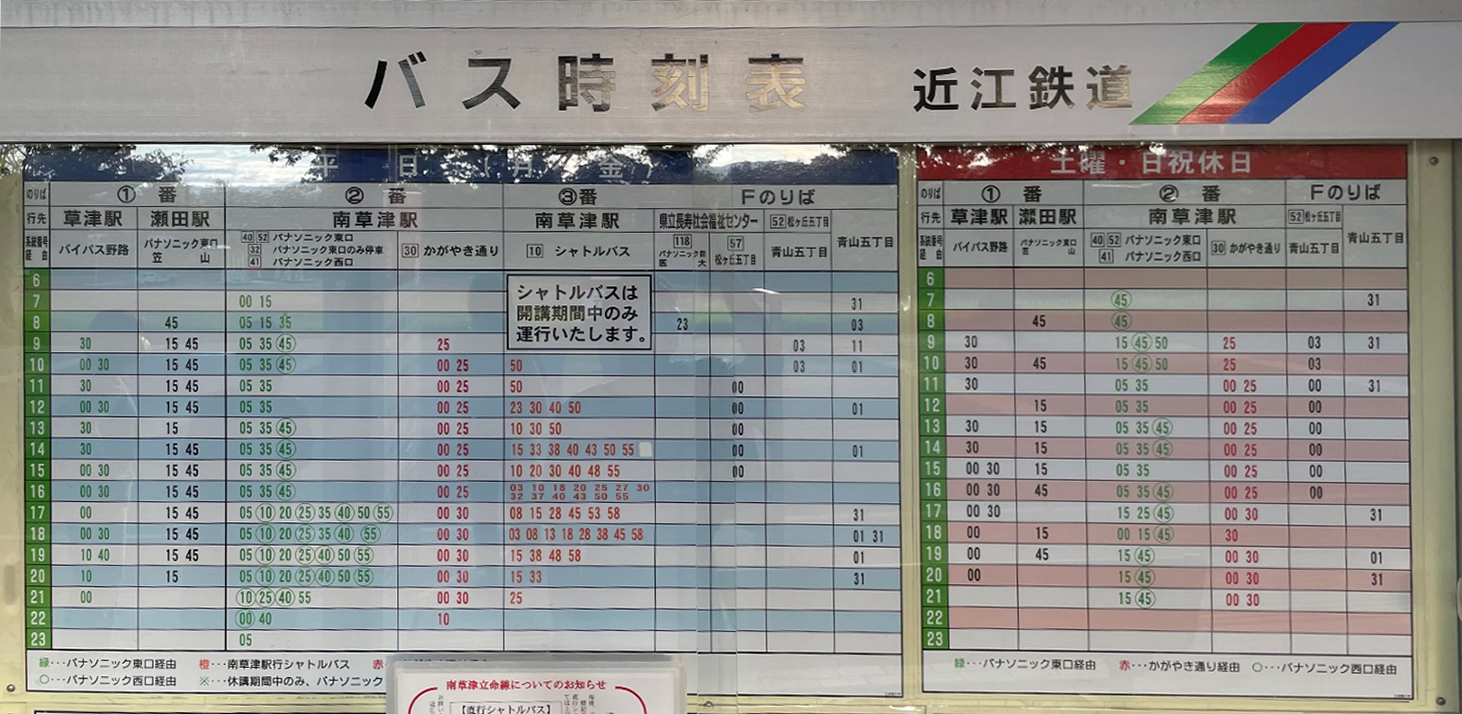 バス時刻表 近江鉄道
平日(月 金) 土曜・日祝休日
のりば ①番 ②番 ③番 Fのりば のりば ①番 ②番 Fのりば
行先 草津駅 瀬田駅 南草津駅 南草津駅 県立長寿社会福祉センター 52 松ヶ丘五丁目 青山五丁目 行先 草津駅 瀬田駅 南草津駅 52 松ヶ丘五丁目 青山五丁目
系統番号 経由 バイパス野路 パナソニック東口 笠山 40 52 パナソニック東口 32 パナソニック東口のみ停車 41 パナソニック西口 30 かがやき通り 10 シャトルバス 118 パナソニック前 医大 57 松ヶ丘五丁目 青山五丁目 系統番号 経由 バイパス野路 パナソニック東口 笠山 40 52 パナソニック東口 41 パナソニック西口 30 かがやき通り 青山五丁目
シャトルバスは
開講期間中のみ
運行いたします。
6 6
7 00 15 31 7 45 31
8 45 05 15 35 23 03 8 45 45
9 30 15 45 05 35 45 25 03 11 9 30 15 45 50 25 03 31
10 00 30 15 45 05 35 45 00 25 50 03 01 10 30 45 15 45 50 25 03
11 30 15 45 05 35 00 25 50 00 11 30 05 35 00 25 00 31
12 00 30 15 45 05 35 00 25 23 30 40 50 00 01 12 15 05 35 00 25 00
13 30 15 05 35 45 00 25 10 30 50 00 13 30 15 05 35 45 00 25 00
14 30 15 45 05 35 45 00 25 15 33 38 40 43 50 55 00 01 14 30 15 05 35 45 00 25 00
15 00 30 15 45 05 35 45 00 25 10 20 30 40 48 55 00 15 00 30 15 05 35 00 25 00
16 00 30 15 45 05 35 45 00 25 03 10 18 20 25 27 30 32 37 40 43 50 55 16 00 30 45 05 35 45 00 25 00
17 00 15 45 05 10 20 25 35 40 50 55 00 30 08 15 28 45 53 58 31 17 00 30 15 25 45 00 30 31
18 00 30 15 45 05 10 20 25 35 40 55 00 30 03 08 13 18 28 38 45 58 01 31 18 00 15 00 15 45 30
19 10 40 15 45 05 10 20 25 40 50 55 00 30 15 38 48 58 01 19 00 45 15 45 00 30 01
20 10 15 05 10 20 25 40 50 55 00 30 15 33 31 20 00 15 45 00 30 31
21 00 10 25 40 55 00 30 25 21 15 45 00 30
22 00 40 10 22
23 05 23
緑・・・パナソニック東口経由 橙・・・南草津駅行シャトルバス 赤・ 緑・・・パナソニック東口経由 赤・・・かがやき通り経由 ○・・・パナソニック西口経由
○・・・パナソニック西口経由 ※・・・休講期間中のみ、パナソニック
南草津立命線についてのお知らせ
【直行シャトルバス】